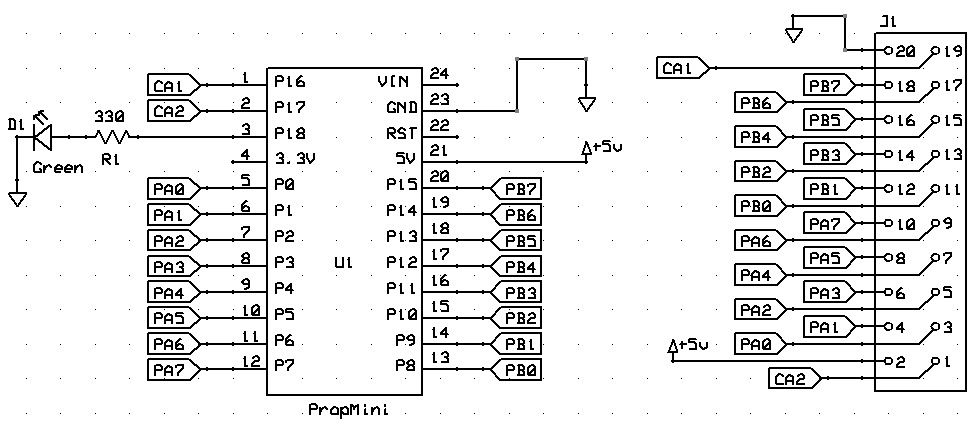 J1
20 19
CA1
24
1 P16 VIN
CA1
PB7 18 17
23
2 P17 GND
CA2
PB6
330
D1
3 P18 RST 22
PB5 16 15
PB4
Green R1
4 3.3V 5V 21 +5v
PB3 14 13
PB2
PA0 5 P0 P15 20 PB7
PB1 12 11
PA1 6 P1 P14 19 PB6
PB0
PA7 10 9
PA2 7 P2 P13 18 PB5
PA6
PA3 8 P3 U1 P12 17 PB4
PA5 8 7
PA4
PA4 9 P4 P11 16 PB3
PA3 6 5
PA5 10 P5 P10 15 PB2
PA2
PA1 4 3
PA6 11 P6 P9 14 PB1
+5v PA0
PA7 12 P7 P8 13 PB0
2 1
CA2
PropMini